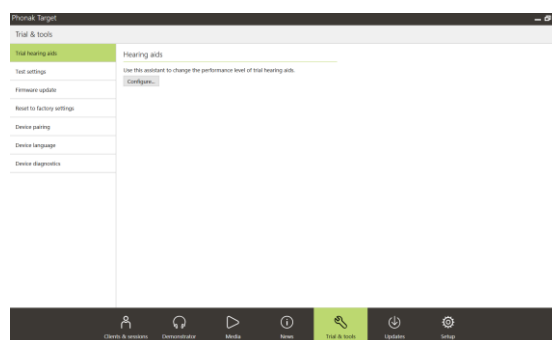 Phonak Target
Trial & tools
Trial hearing aids
Test settings
Firmware update
Reset to factory settings
Device pairing
Device language
Device diagnostics
Hearing aids
Use this assistant to change the performance level of trial hearing aids.
Configure...
Clients & sessions
Demonstrator
Media
News
Trial & tools
Updates
Setup